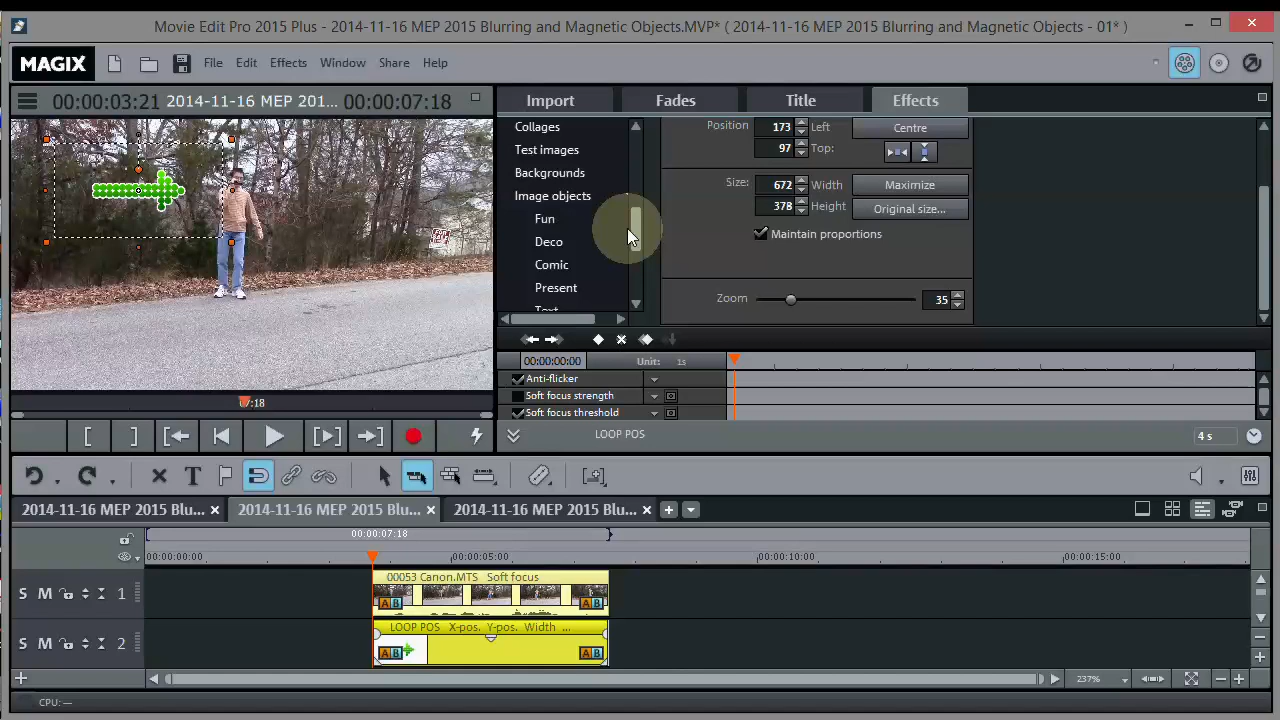 Movie Edit Pro 2015 Plus - 2014-11-16 MEP 2015 Blurring and Magnetic Objects.MVP* ( 2014-11-16 MEP 2015 Blurring and Magnetic Objects - 01* )
MAGIX File Edit Effects Window Share Help
00:00:03:21 2014-11-16 MEP 201... 00:00:07:18
Import Fades Title Effects
Collages
Test images
Backgrounds
Image objects
Fun
Deco
Comic
Present
Position 173 Left Centre
97 Top:
Size: 672 Width Maximize
378 Height Original size...
Maintain proportions
Zoom 35
00:00:00:00 Unit: 1s
Anti-flicker
Soft focus strength
Soft focus threshold
07:18
LOOP POS 4 s
2014-11-16 MEP 2015 Blu... 2014-11-16 MEP 2015 Blu... 2014-11-16 MEP 2015 Blu...
00:00:07:18
00:00:00:00 00:00:05:00 00:00:10:00 00:00:15:00
00053 Canon.MTS Soft focus
S M 1
A B A B
LOOP POS X-pos. Y-pos. Width ...
S M 2
A B A B
237%
CPU: —